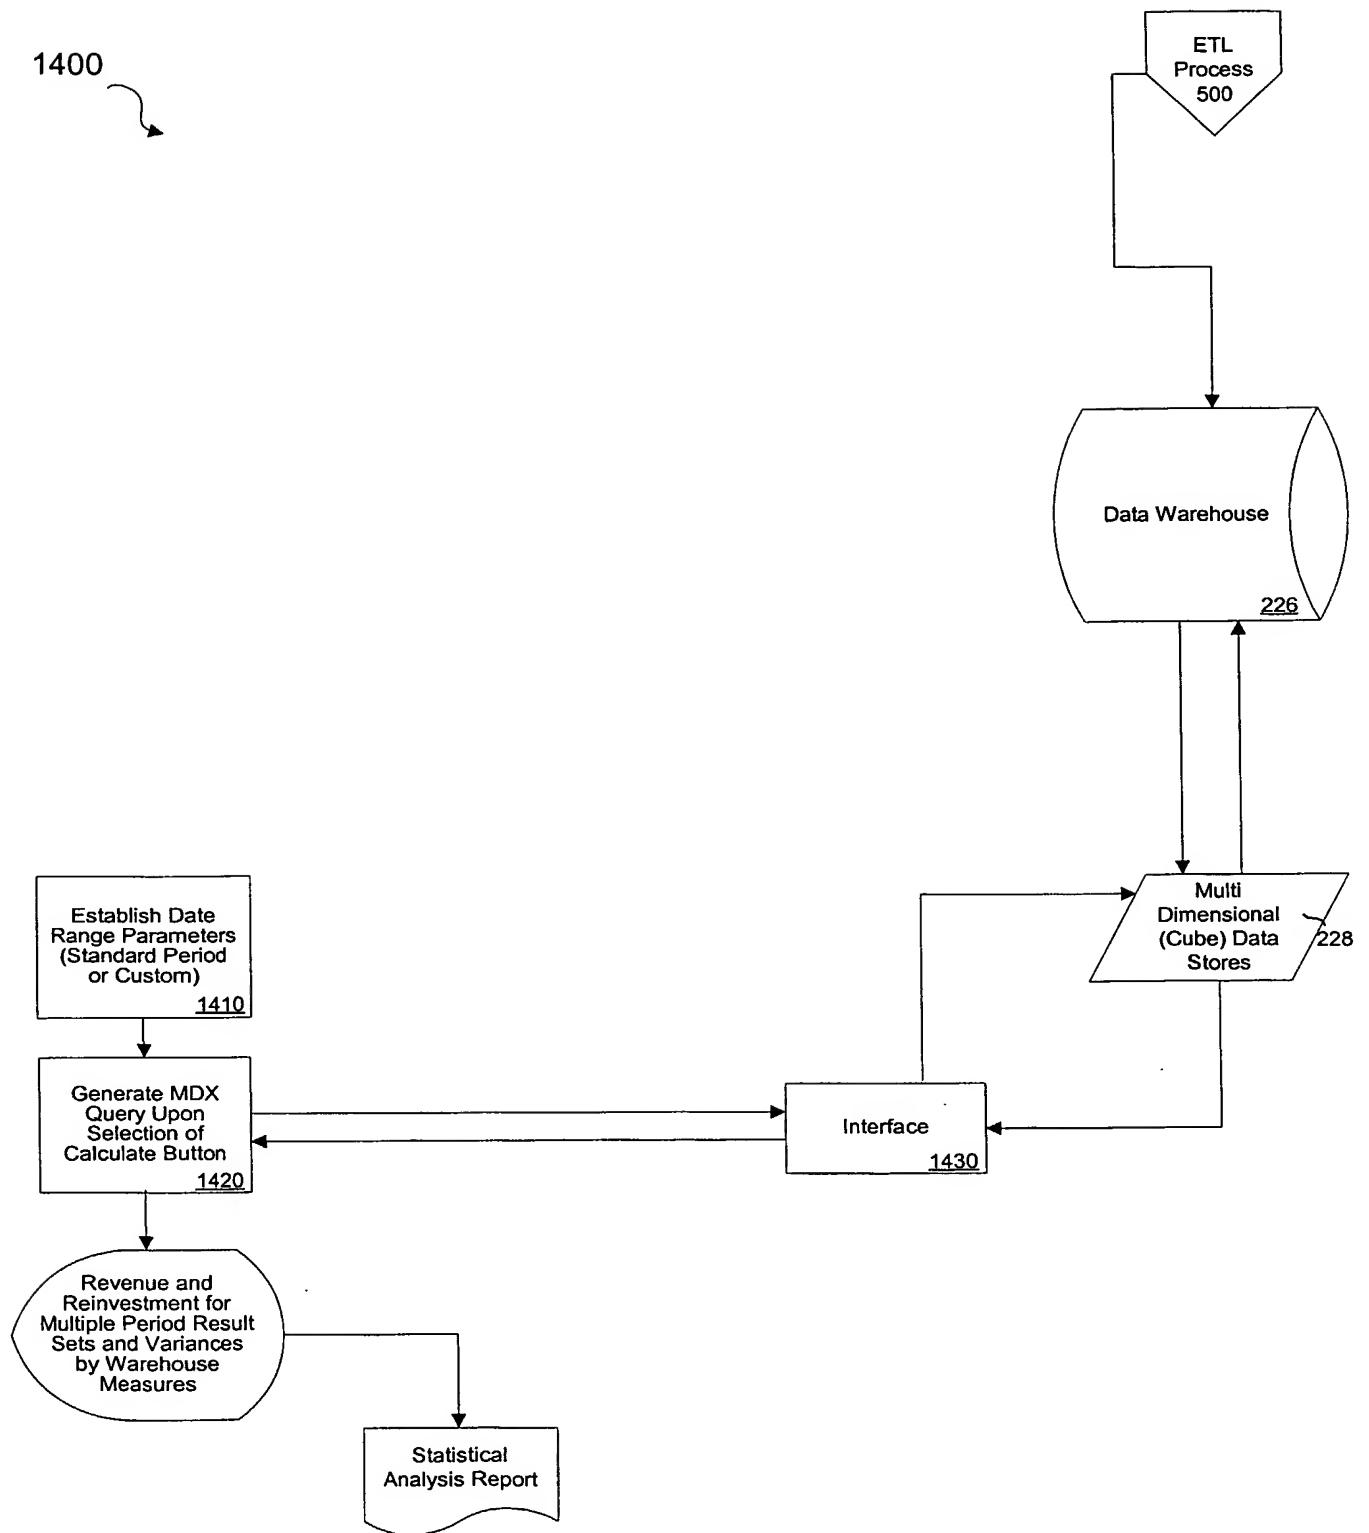 1400
ETL
Process
500
Data Warehouse
226
Multi
Dimensional
(Cube) Data
Stores
228
Establish Date
Range Parameters
(Standard Period
or Custom)
1410
Generate MDX
Query Upon
Selection of
Calculate Button
1420
Interface
1430
Revenue and
Reinvestment for
Multiple Period Result
Sets and Variances
by Warehouse
Measures
Statistical
Analysis Report